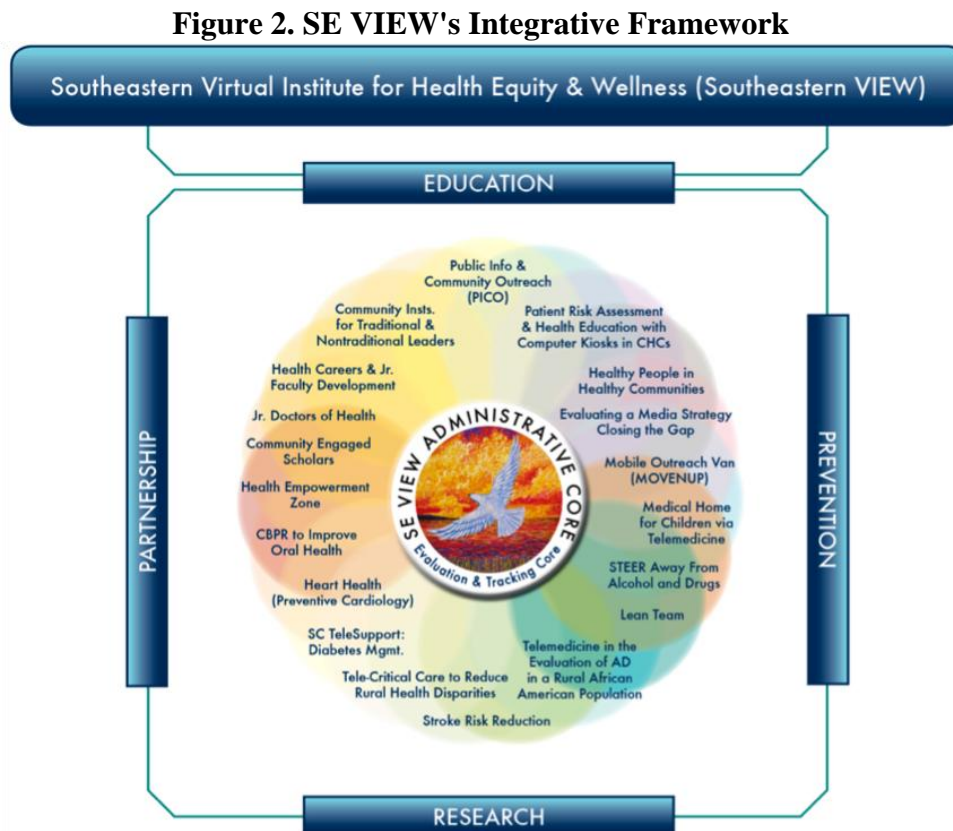 Figure 2. SE VIEW's Integrative Framework
Southeastern Virtual Institute for Health Equity & Wellness (Southeastern VIEW)
EDUCATION
PARTNERSHIP
PREVENTION
Public Info &
Community Outreach
(PICO)
Patient Risk Assessment
& Health Education with
Computer Kiosks in CHCs
Healthy People in
Healthy Communities
Evaluating a Media Strategy
Closing the Gap
Mobile Outreach Van
(MOVENUP)
Medical Home
for Children via
Telemedicine
STEER Away From
Alcohol and Drugs
Lean Team
Telemedicine in the
Evaluation of AD
in a Rural African
American Population
Stroke Risk Reduction
Tele-Critical Care to Reduce
Rural Health Disparities
SC TeleSupport:
Diabetes Mgmt.
Heart Health
(Preventive Cardiology)
CBPR to Improve
Oral Health
Health Empowerment
Zone
Community Engaged
Scholars
Jr. Doctors of Health
Health Careers & Jr.
Faculty Development
Community Insts.
for Traditional &
Nontraditional Leaders
SE VIEW ADMINISTRATIVE CORE
Evaluation & Tracking Core
RESEARCH